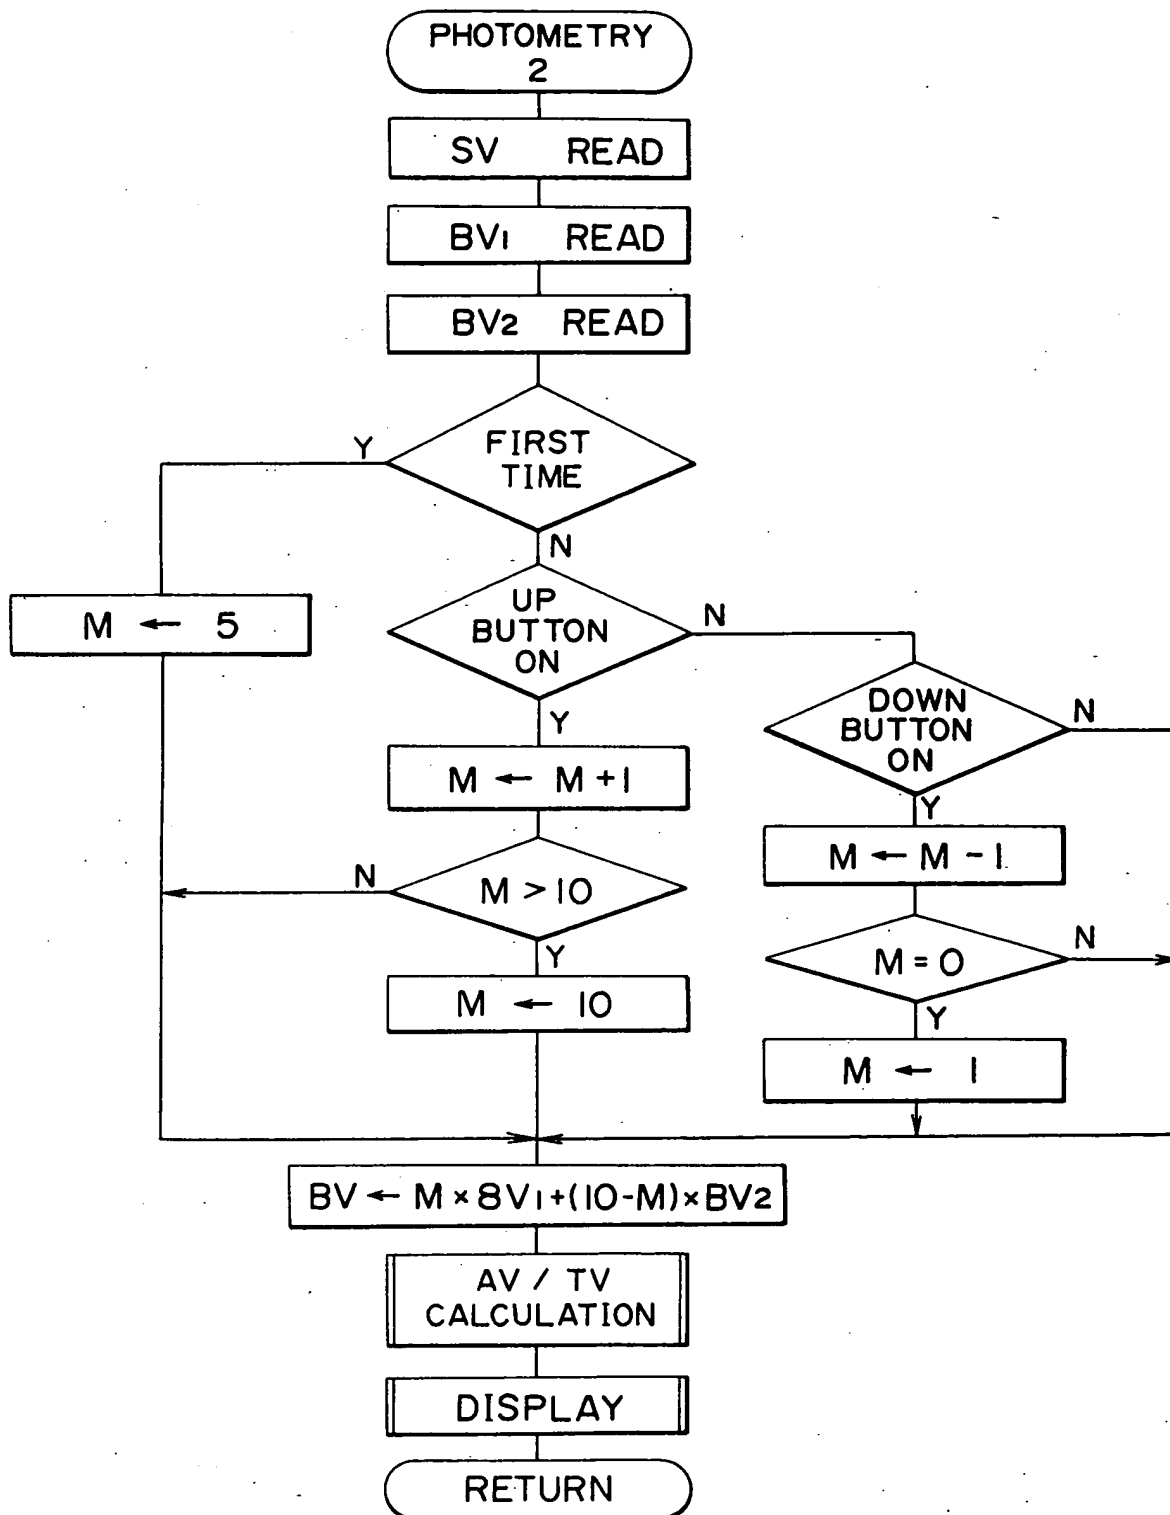 PHOTOMETRY
2
SV READ
BV1 READ
BV2 READ
FIRST
TIME
Y
N
M ← 5
UP
BUTTON
ON
N
Y
DOWN
BUTTON
ON
N
Y
M ← M+1
M ← M-1
M > 10
N
Y
M = 0
N
Y
M ← 10
M ← 1
BV ← M×8V1+(10-M)×BV2
AV / TV
CALCULATION
DISPLAY
RETURN